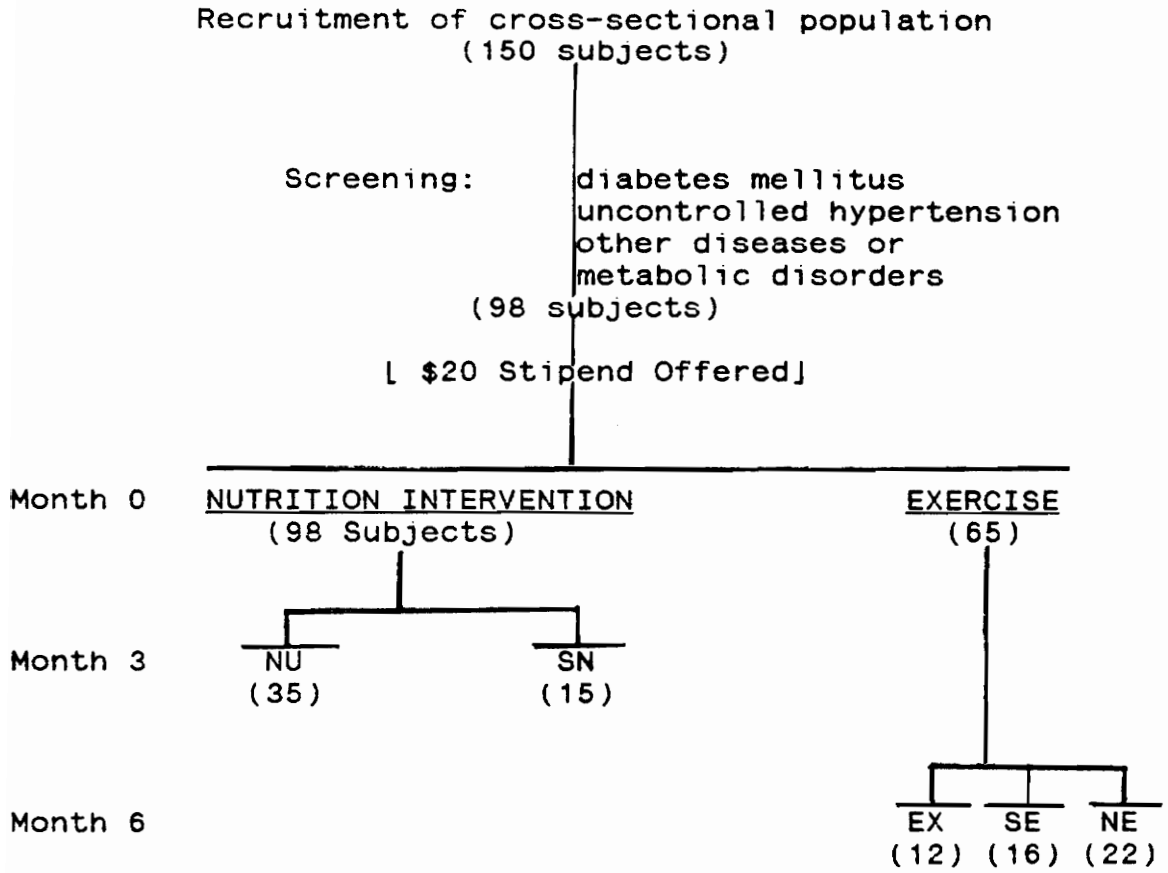 Recruitment of cross-sectional population
(150 subjects)
Screening: diabetes mellitus
uncontrolled hypertension
other diseases or
metabolic disorders
(98 subjects)
[ $20 Stipend Offered]
Month 0 NUTRITION INTERVENTION EXERCISE
(98 Subjects) (65)
Month 3 NU SN
(35) (15)
Month 6 EX SE NE
(12) (16) (22)